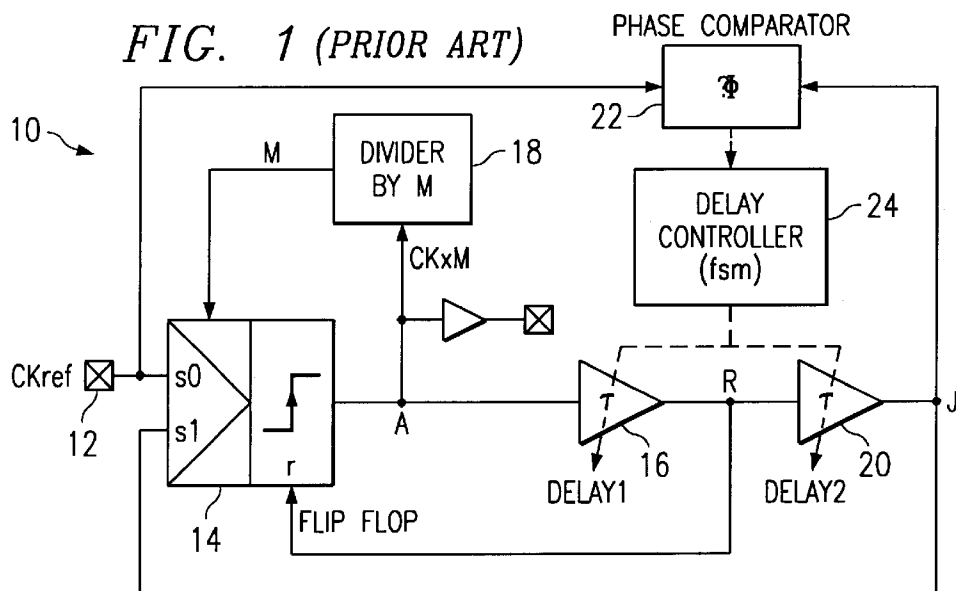 FIG. 1 (PRIOR ART)
PHASE COMPARATOR
?Φ
22
10
M
DIVIDER
BY M
18
DELAY
CONTROLLER
(fsm)
24
CKxM
CKref
12
s0
s1
r
14
FLIP FLOP
A
τ
16
DELAY1
R
τ
20
DELAY2
J